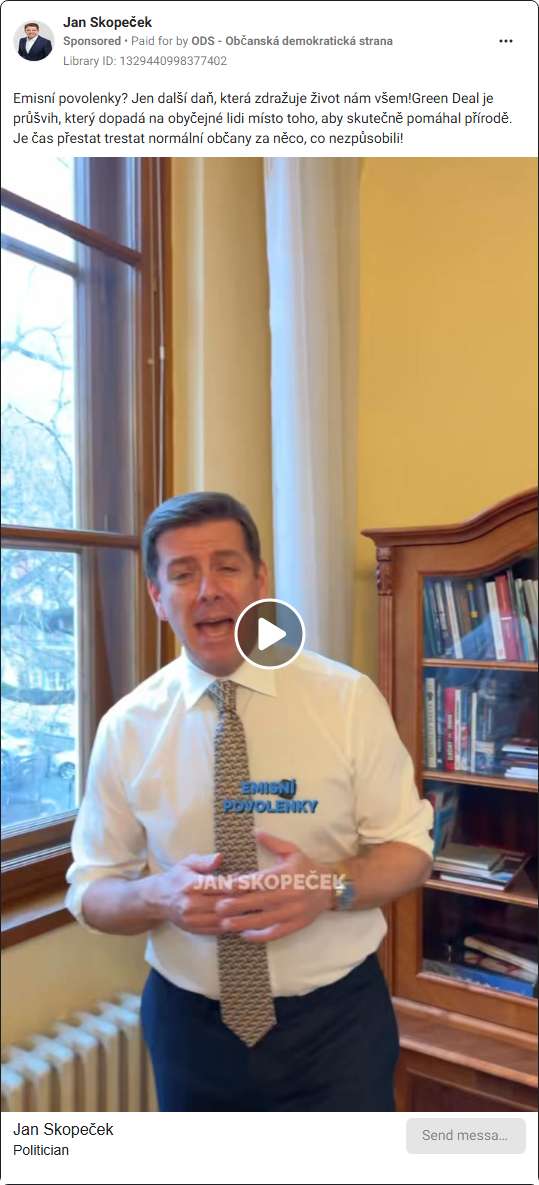 Jan Skopeček
Sponsored • Paid for by ODS - Občanská demokratická strana
Library ID: 1329440998377402
Emisní povolenky? Jen další daň, která zdražuje život nám všem!Green Deal je
průšvih, který dopadá na obyčejné lidi místo toho, aby skutečně pomáhal přírodě.
Je čas přestat trestat normální občany za něco, co nezpůsobili!
EMISNÍ
POVOLENKY
JAN SKOPEČEK
Jan Skopeček
Politician
Send messa...